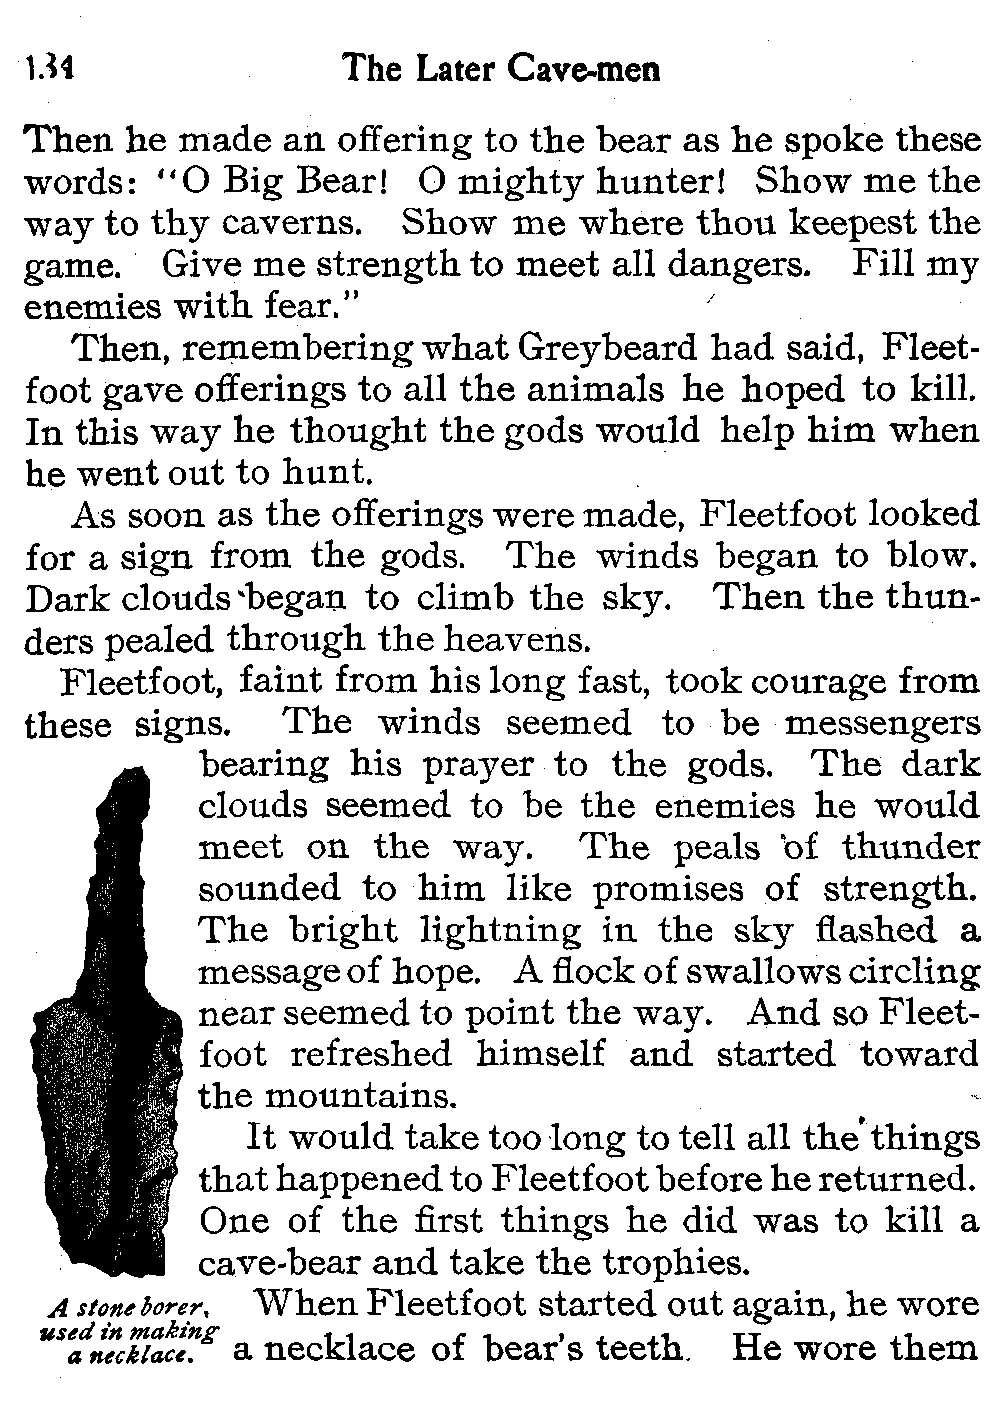 134 The Later Cave-men
Then he made an offering to the bear as he spoke these
words: "O Big Bear! O mighty hunter! Show me the
way to thy caverns. Show me where thou keepest the
game. Give me strength to meet all dangers. Fill my
enemies with fear."
Then, remembering what Greybeard had said, Fleet-
foot gave offerings to all the animals he hoped to kill.
In this way he thought the gods would help him when
he went out to hunt.
As soon as the offerings were made, Fleetfoot looked
for a sign from the gods. The winds began to blow.
Dark clouds began to climb the sky. Then the thun-
ders pealed through the heavens.
Fleetfoot, faint from his long fast, took courage from
these signs. The winds seemed to be messengers
bearing his prayer to the gods. The dark
clouds seemed to be the enemies he would
meet on the way. The peals of thunder
sounded to him like promises of strength.
The bright lightning in the sky flashed a
message of hope. A flock of swallows circling
near seemed to point the way. And so Fleet-
foot refreshed himself and started toward
the mountains.
It would take too long to tell all the things
that happened to Fleetfoot before he returned.
One of the first things he did was to kill a
cave-bear and take the trophies.
When Fleetfoot started out again, he wore
a necklace of bear's teeth. He wore them
A stone borer,
used in making
a necklace.